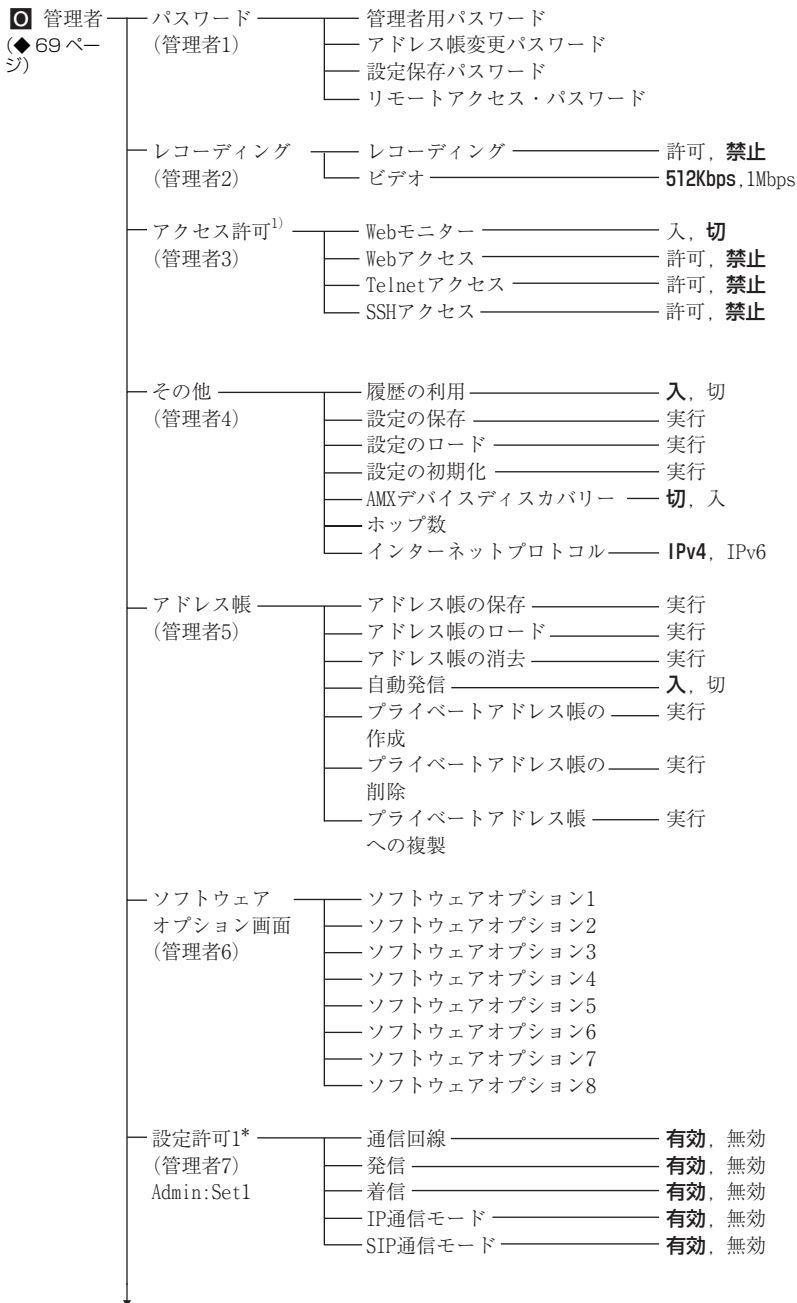 O 管理者 パスワード 管理者用パスワード
(◆69ページ) (管理者1) アドレス帳変更パスワード
設定保存パスワード
リモートアクセス・パスワード
レコーディング レコーディング 許可, 禁止
(管理者2) ビデオ 512Kbps,1Mbps
アクセス許可1) Webモニター 入, 切
(管理者3) Webアクセス 許可, 禁止
Telnetアクセス 許可, 禁止
SSHアクセス 許可, 禁止
その他 履歴の利用 入, 切
(管理者4) 設定の保存 実行
設定のロード 実行
設定の初期化 実行
AMXデバイスディスカバリー 切, 入
ホップ数
インターネットプロトコル IPv4, IPv6
アドレス帳 アドレス帳の保存 実行
(管理者5) アドレス帳のロード 実行
アドレス帳の消去 実行
自動発信 入, 切
プライベートアドレス帳の 実行
作成
プライベートアドレス帳の 実行
削除
プライベートアドレス帳 実行
への複製
ソフトウェア ソフトウェアオプション1
オプション画面 ソフトウェアオプション2
(管理者6) ソフトウェアオプション3
ソフトウェアオプション4
ソフトウェアオプション5
ソフトウェアオプション6
ソフトウェアオプション7
ソフトウェアオプション8
設定許可1* 通信回線 有効, 無効
(管理者7) 発信 有効, 無効
Admin:Set1 着信 有効, 無効
IP通信モード 有効, 無効
SIP通信モード 有効, 無効